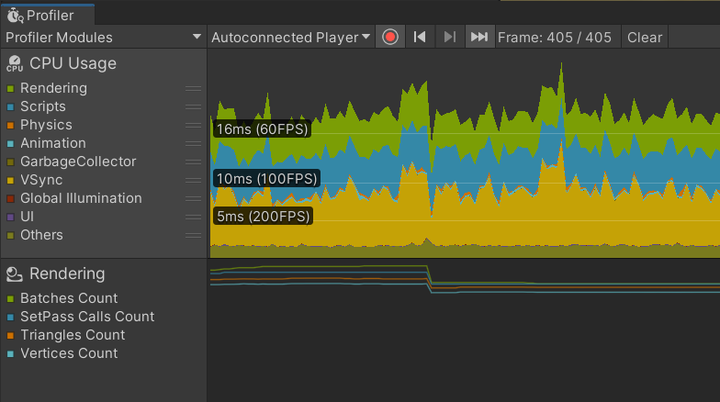 Profiler
Profiler Modules
Autoconnected Player
Frame: 405 / 405
Clear
CPU
CPU Usage
Rendering
Scripts
Physics
Animation
GarbageCollector
VSync
Global Illumination
UI
Others
16ms (60FPS)
10ms (100FPS)
5ms (200FPS)
Rendering
Batches Count
SetPass Calls Count
Triangles Count
Vertices Count